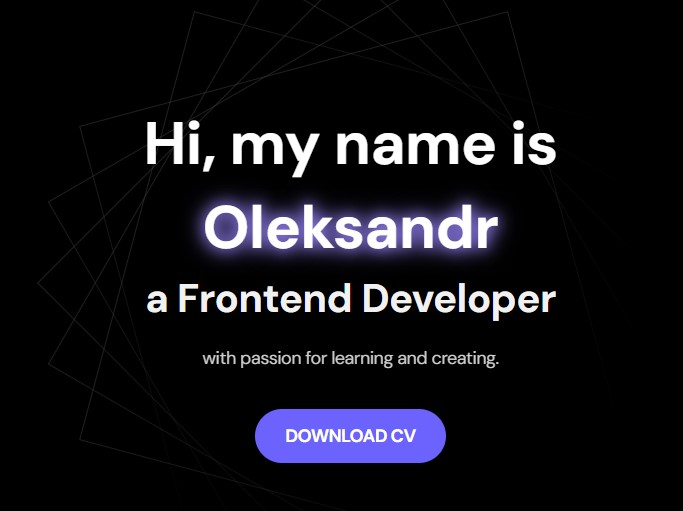 Hi, my name is
Oleksandr
a Frontend Developer
with passion for learning and creating.
DOWNLOAD CV